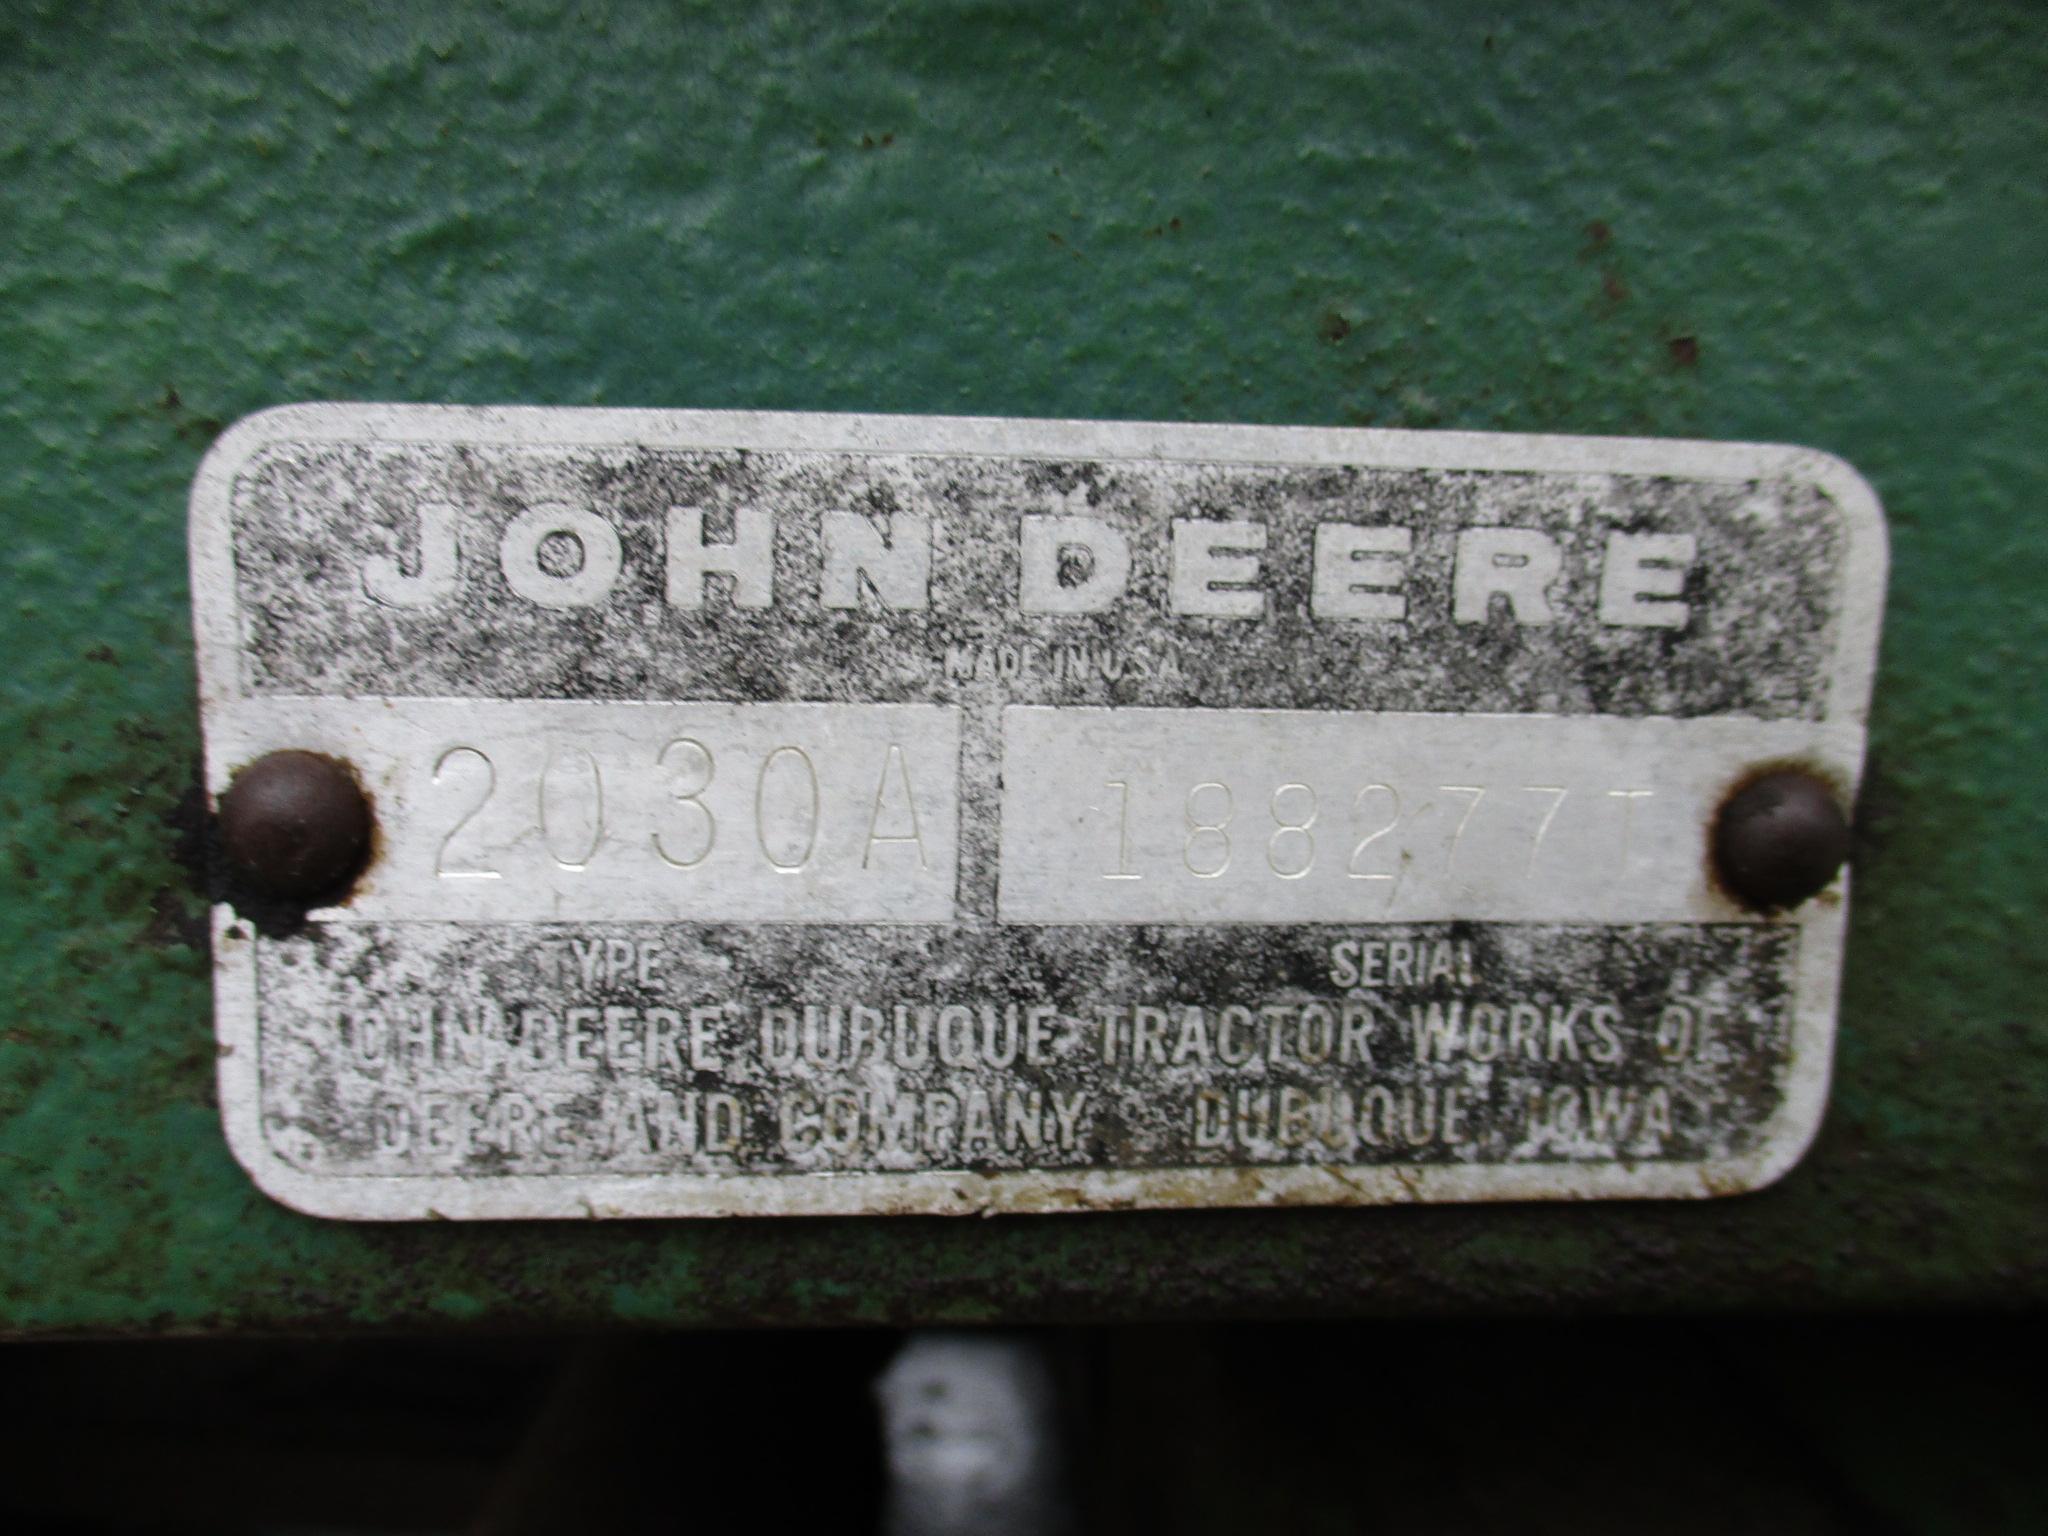 JOHN DEERE
MADE IN U.S.A.
2030A 188277T
TYPE SERIAL
JOHN DEERE DUBUQUE TRACTOR WORKS OF
DEERE AND COMPANY DUBUQUE, IOWA